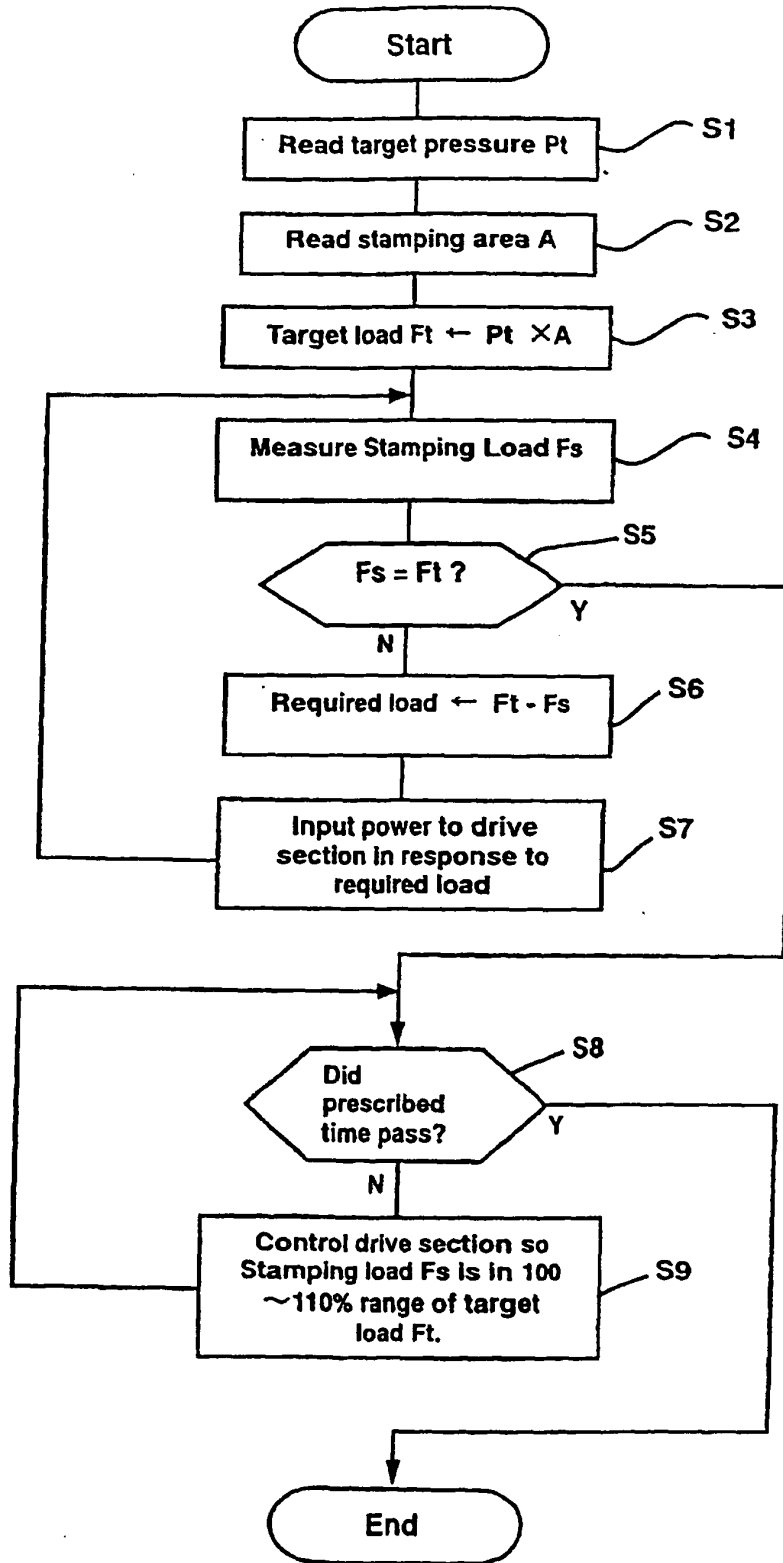 Start
Read target pressure Pt
S1
Read stamping area A
S2
Target load Ft ← Pt ×A
S3
Measure Stamping Load Fs
S4
Fs = Ft ?
S5
Y
N
Required load ← Ft - Fs
S6
Input power to drive
section in response to
required load
S7
Did
prescribed
time pass?
S8
Y
N
Control drive section so
Stamping load Fs is in 100
~110% range of target
load Ft.
S9
End